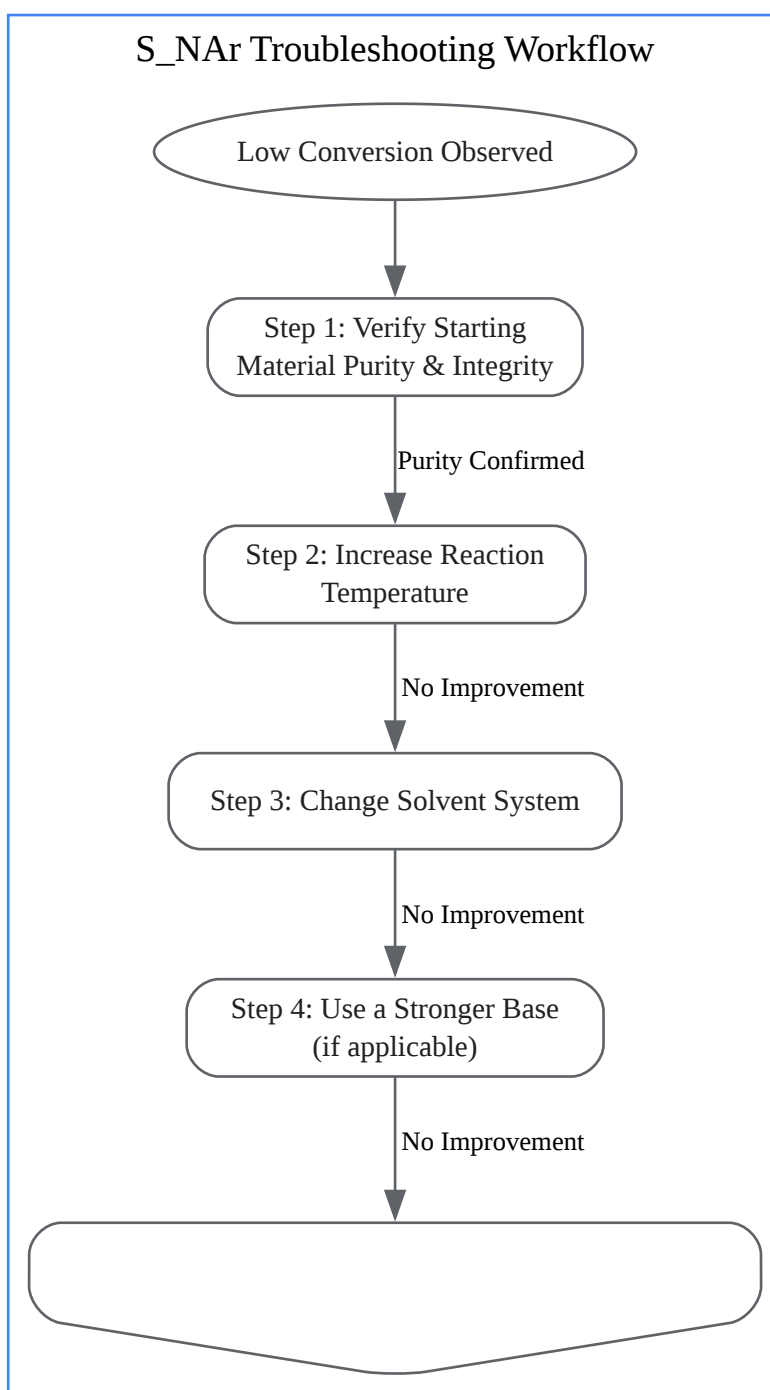 S_NAr Troubleshooting Workflow
Low Conversion Observed
Step 1: Verify Starting
Material Purity & Integrity
Purity Confirmed
Step 2: Increase Reaction
Temperature
No Improvement
Step 3: Change Solvent System
No Improvement
Step 4: Use a Stronger Base
(if applicable)
No Improvement